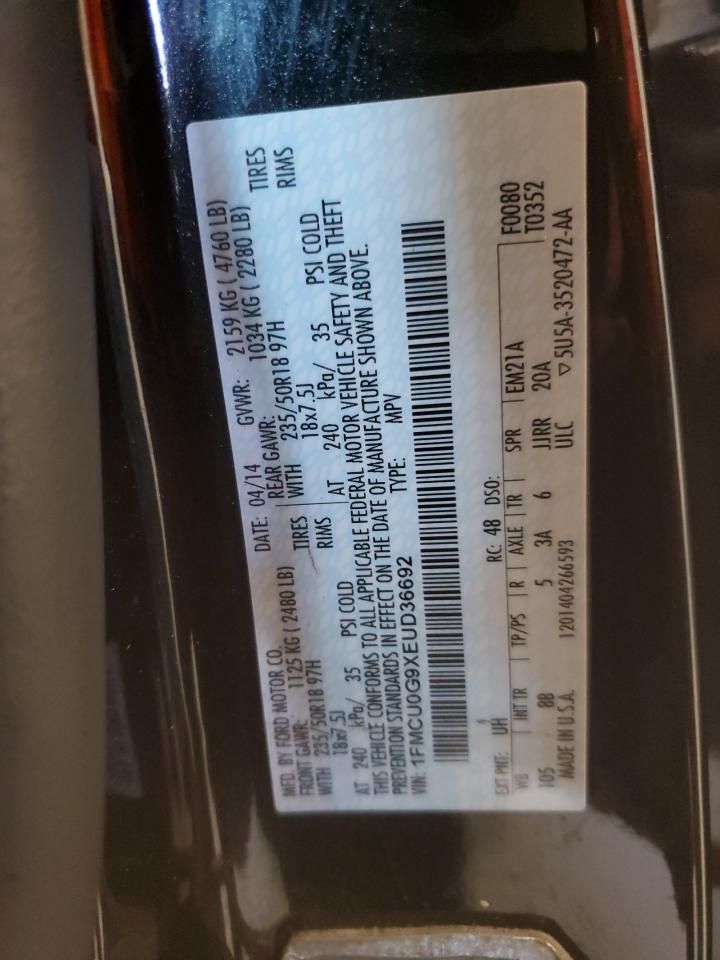 MFD. BY FORD MOTOR CO. DATE: 04/14 GVWR: 2159 KG ( 4760 LB)
FRONT GAWR: 1125 KG ( 2480 LB) REAR GAWR: 1034 KG ( 2280 LB)
WITH 235/50R18 97H TIRES WITH 235/50R18 97H TIRES
18x7.5J RIMS 18x7.5J RIMS
AT 240 kPa/ 35 PSI COLD AT 240 kPa/ 35 PSI COLD
THIS VEHICLE CONFORMS TO ALL APPLICABLE FEDERAL MOTOR VEHICLE SAFETY AND THEFT
PREVENTION STANDARDS IN EFFECT ON THE DATE OF MANUFACTURE SHOWN ABOVE.
VIN: 1FMCU0G9XEUD36692 TYPE: MPV
EXT PNT: UH RC: 48 DSO: F0080
WB INT TR TP/PS R AXLE TR SPR EM21A T0352
105 8B 5 3A 6 JJRR 20A
MADE IN U.S.A. 1201404266593 ULC ▽5U5A-3520472-AA